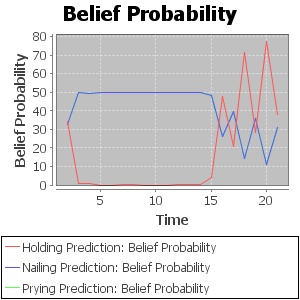 Belief Probability
80
70
60
50
40
30
20
10
0
Belief Probability
5 10 15 20
Time
Holding Prediction: Belief Probability
Nailing Prediction: Belief Probability
Prying Prediction: Belief Probability